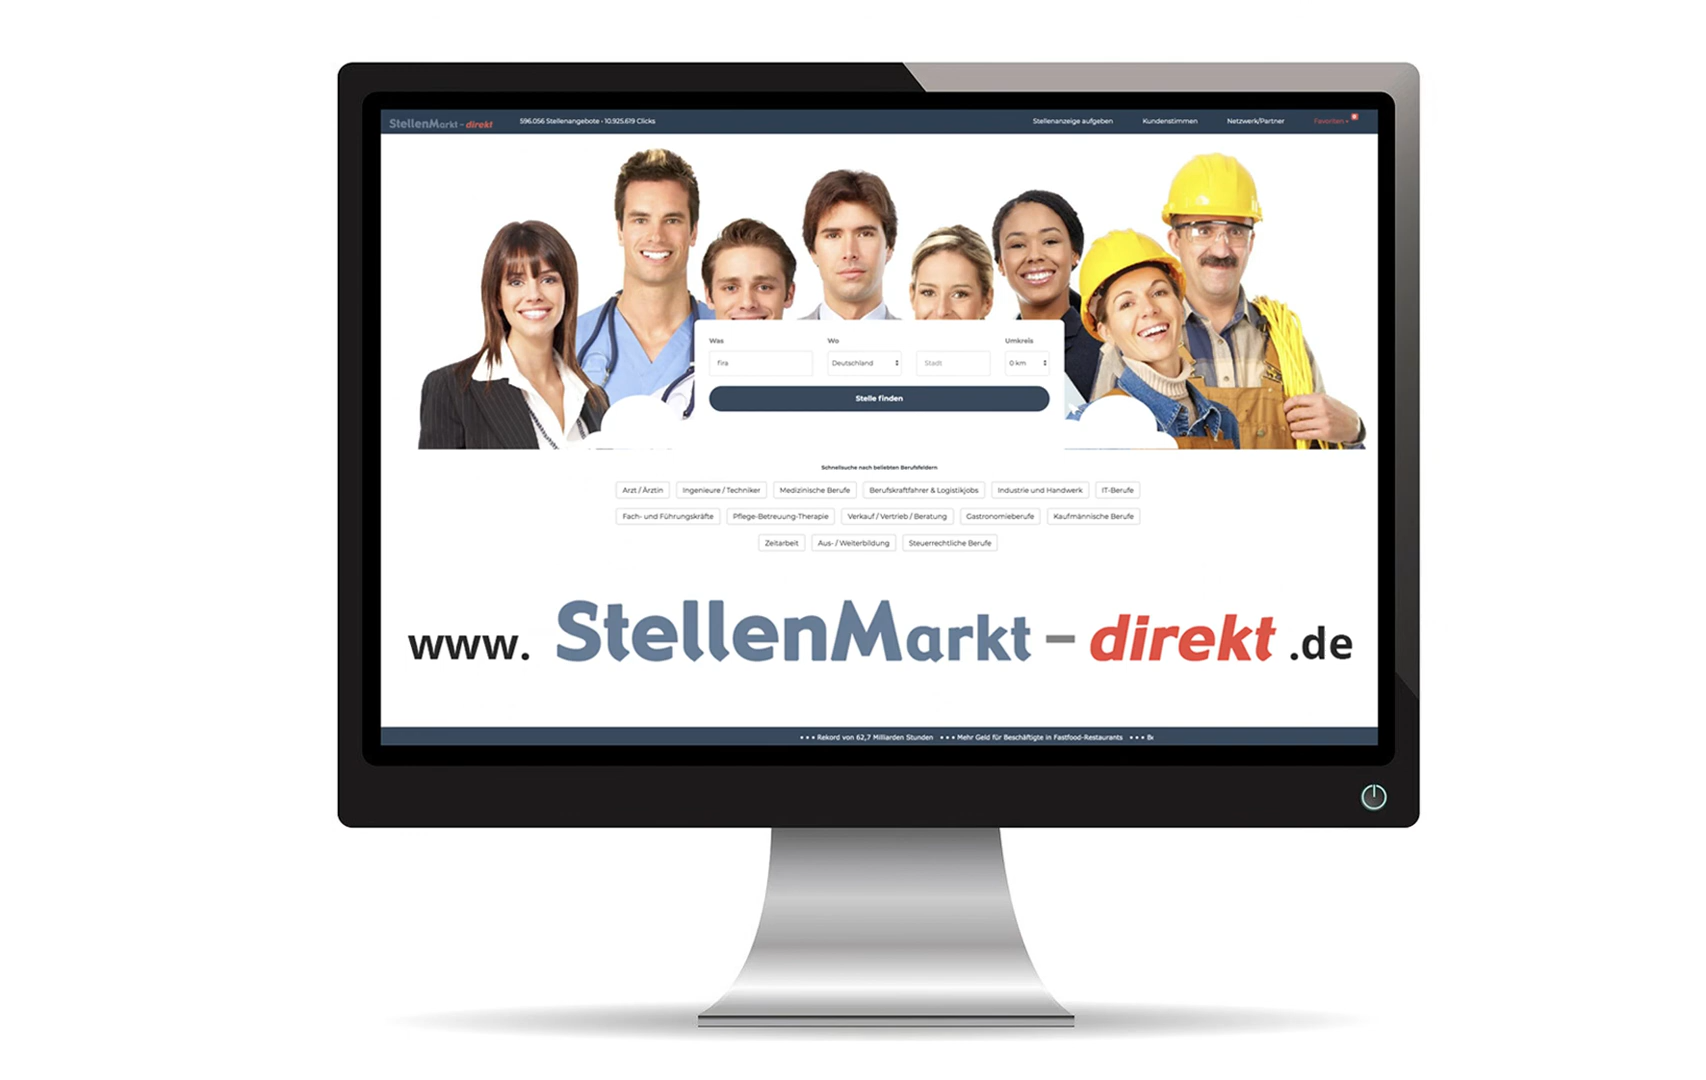 StellenMarkt - direkt 596.056 Stellenangebote - 10.925.619 Clicks Stellenanzeige aufgeben Kundenstimmen Netzwerk/Partner Favoriten
Was Wo Umkreis
fira Deutschland Stadt 0 km
Stelle finden
Schnellsuche nach beliebten Berufsfeldern
Arzt / Ärztin Ingenieure / Techniker Medizinische Berufe Berufskraftfahrer & Logistikjobs Industrie und Handwerk IT-Berufe
Fach- und Führungskräfte Pflege-Betreuung-Therapie Verkauf / Vertrieb / Beratung Gastronomieberufe Kaufmännische Berufe
Zeitarbeit Aus- / Weiterbildung Steuerrechtliche Berufe
www. StellenMarkt - direkt .de
• • • Rekord von 62,7 Milliarden Stunden • • • Mehr Geld für Beschäftigte in Fastfood-Restaurants • • •